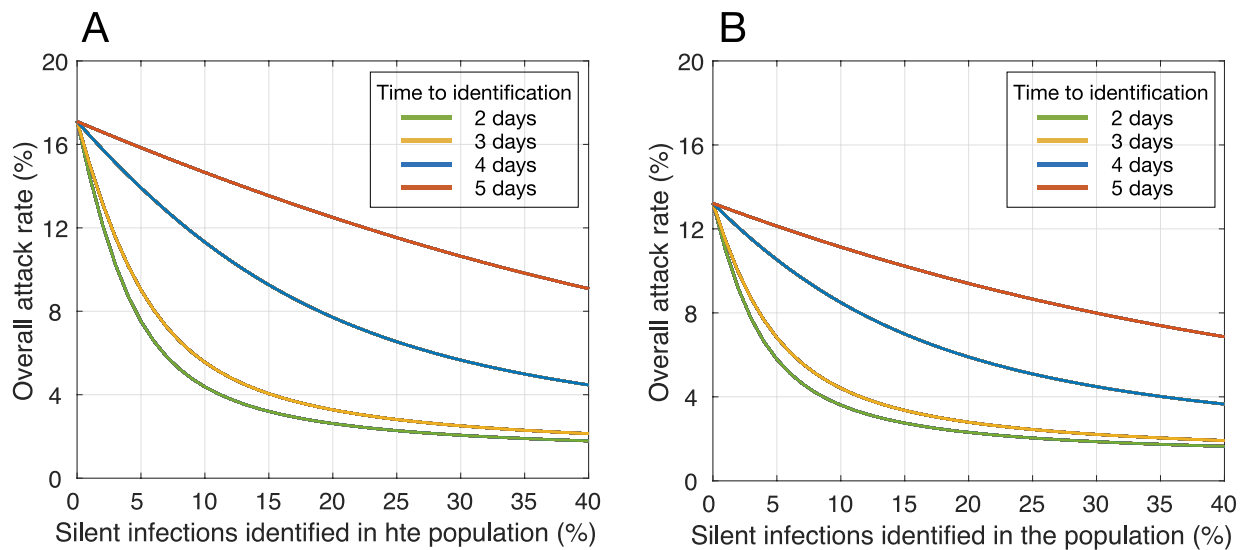 A
20
16
12
8
4
0
Overall attack rate (%)
Time to identification
2 days
3 days
4 days
5 days
0 5 10 15 20 25 30 35 40
Silent infections identified in hte population (%)
B
20
16
12
8
4
0
Overall attack rate (%)
Time to identification
2 days
3 days
4 days
5 days
0 5 10 15 20 25 30 35 40
Silent infections identified in the population (%)